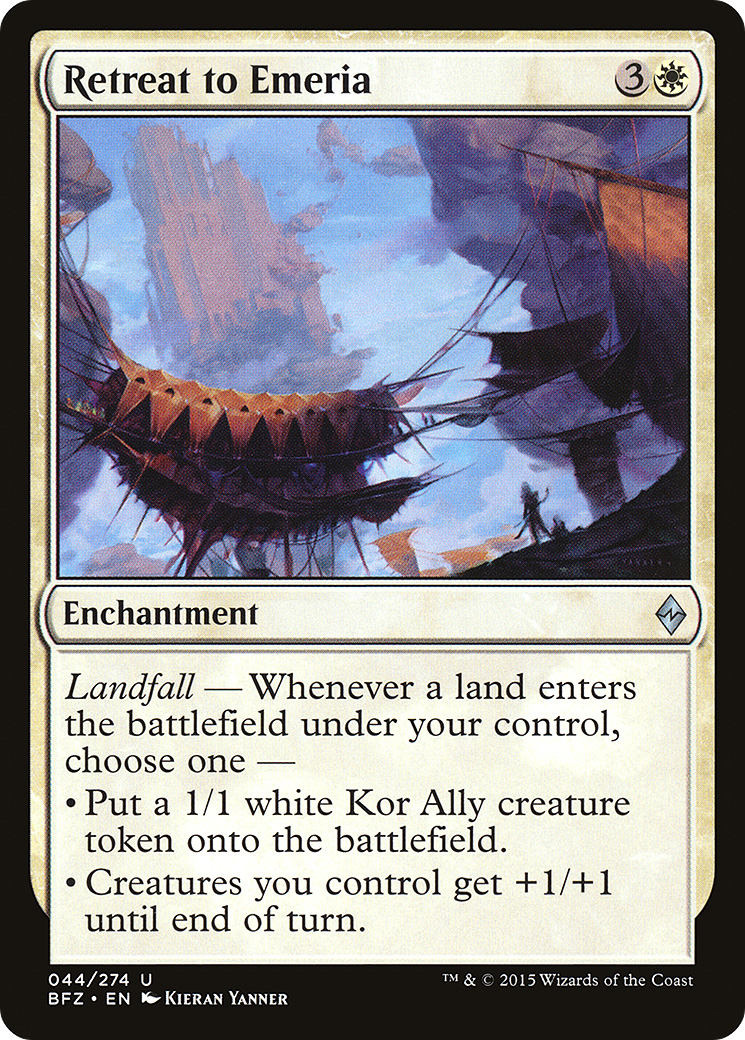 Retreat to Emeria 3
Enchantment
Landfall — Whenever a land enters
the battlefield under your control,
choose one —
• Put a 1/1 white Kor Ally creature
token onto the battlefield.
• Creatures you control get +1/+1
until end of turn.
044/274 U
BFZ • EN Kieran Yanner
™ & © 2015 Wizards of the Coast